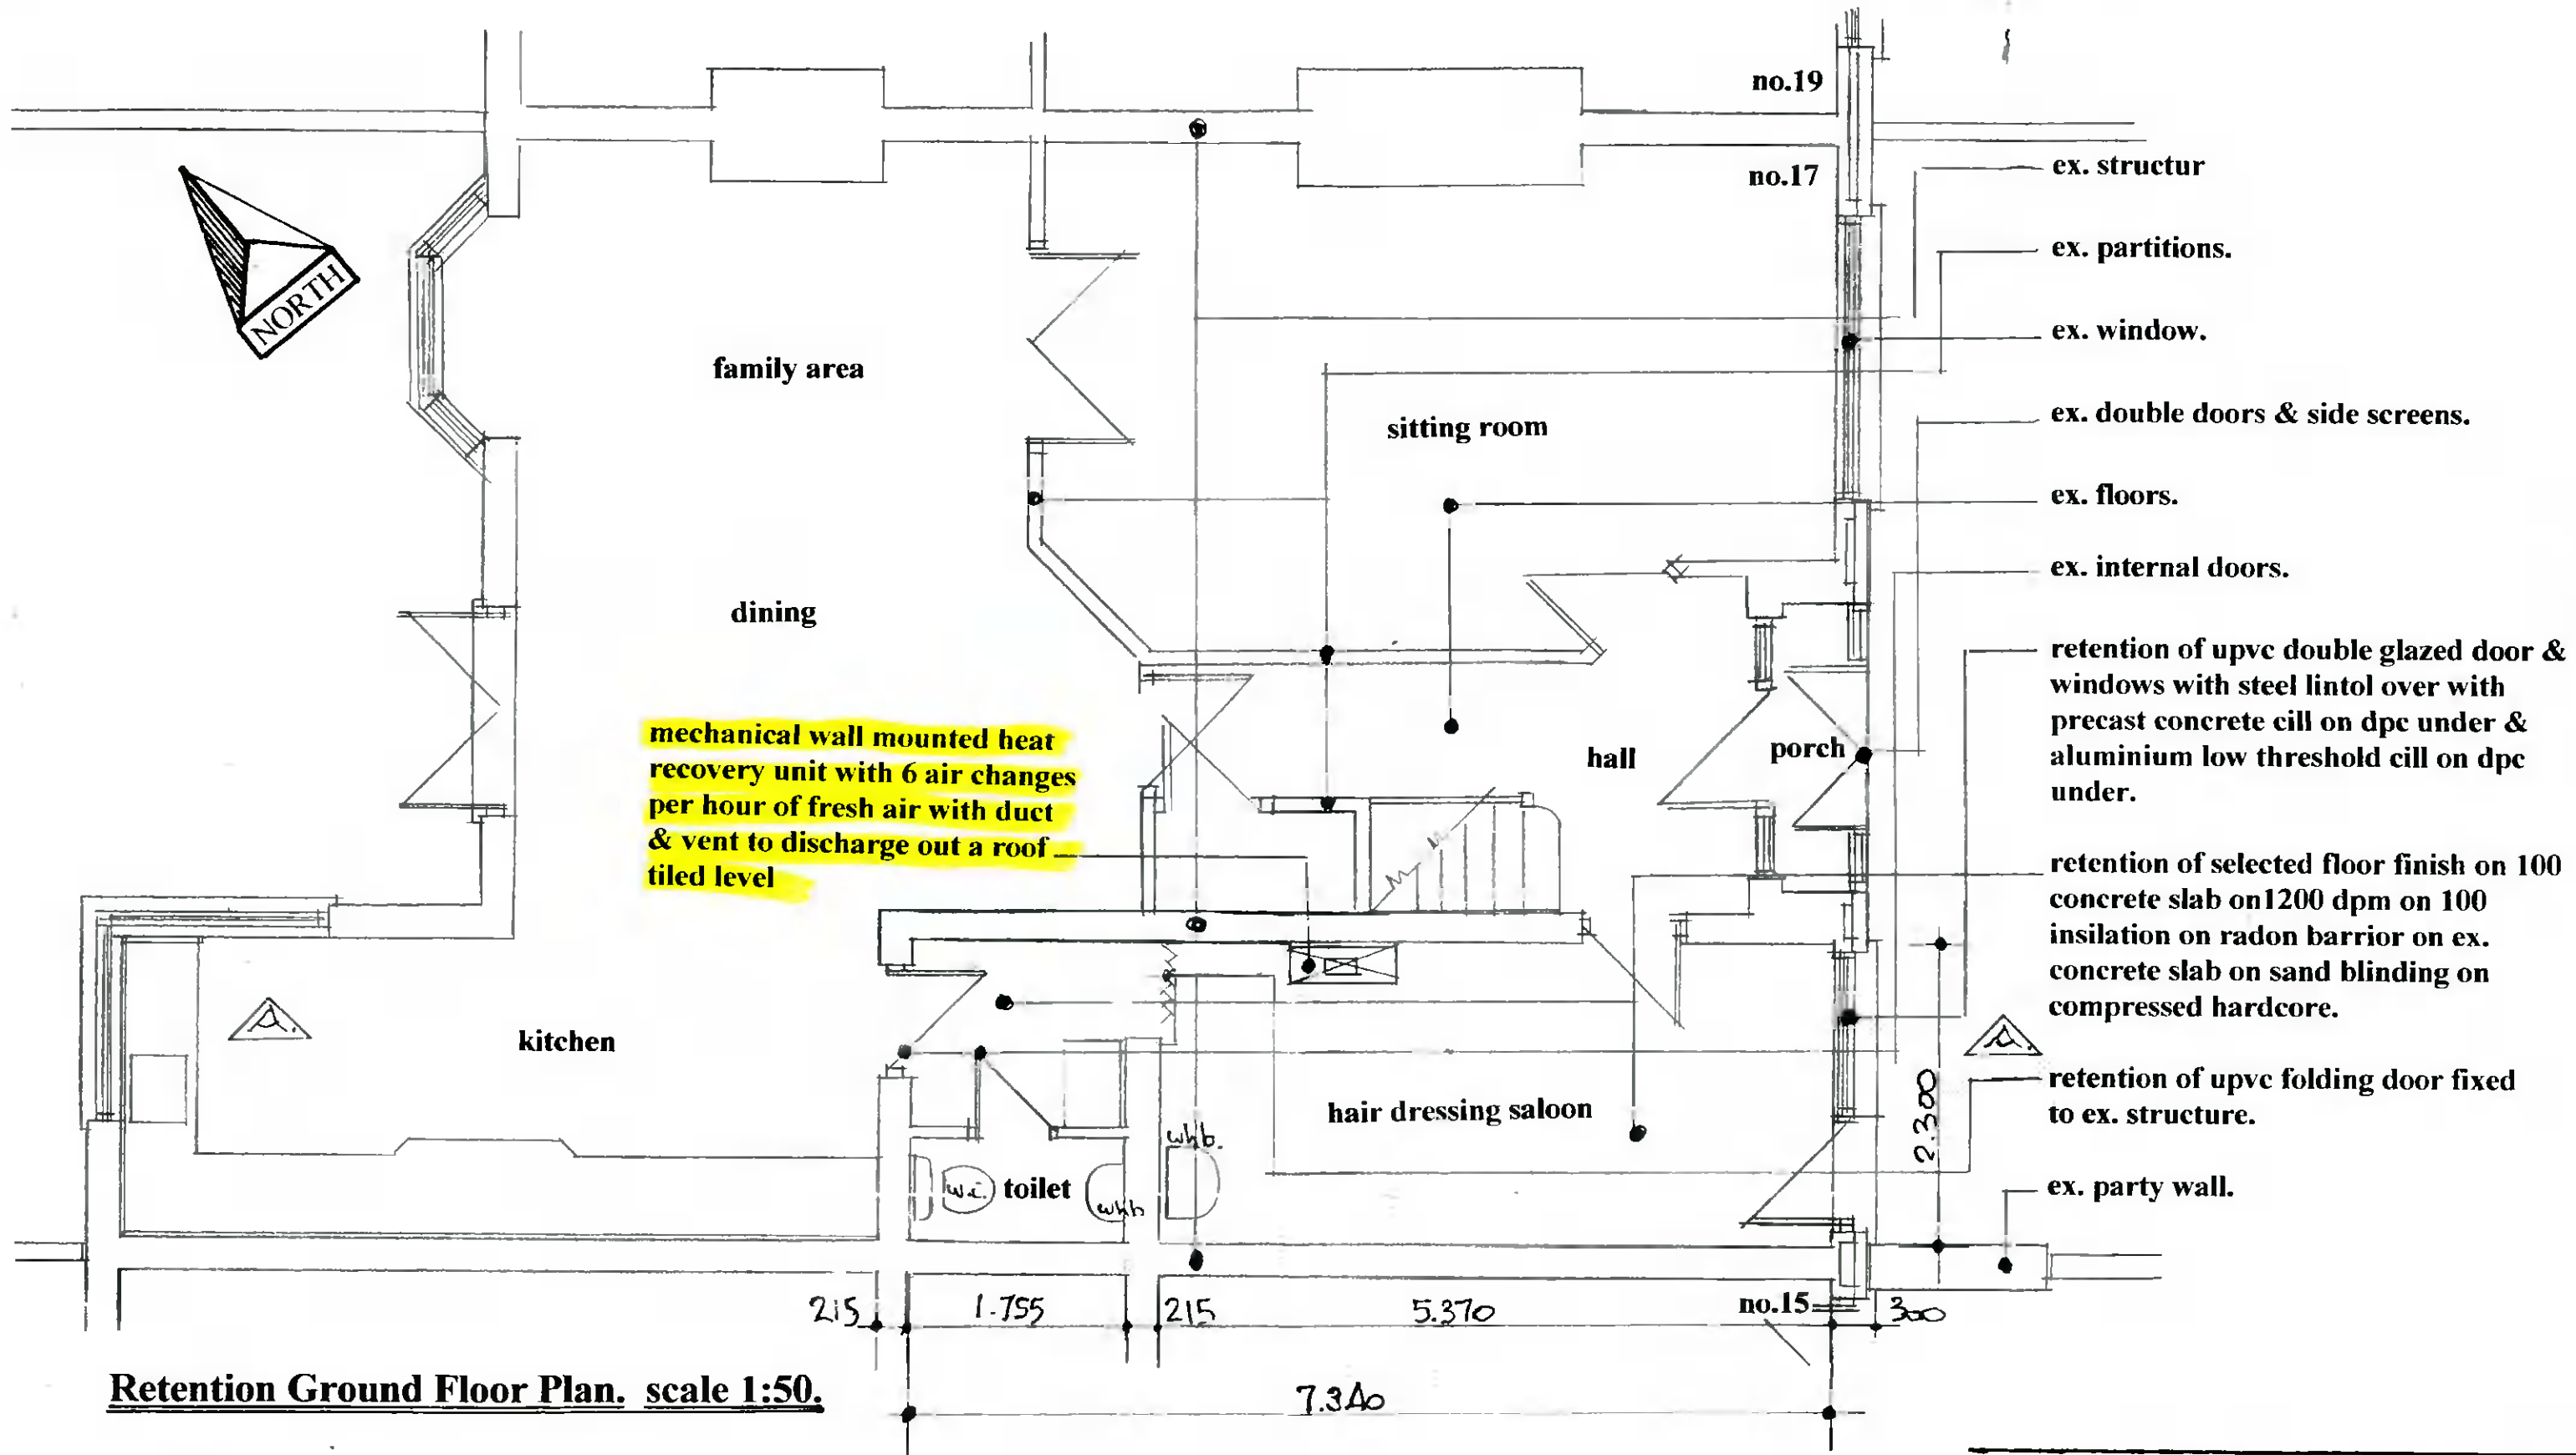 no.19
no.17
NORTH
ex. structur
ex. partitions.
ex. window.
ex. double doors & side screens.
ex. floors.
ex. internal doors.
retention of upvc double glazed door &
windows with steel lintol over with
precast concrete cill on dpc under &
aluminium low threshold cill on dpc
under.
retention of selected floor finish on 100
concrete slab on1200 dpm on 100
insilation on radon barrior on ex.
concrete slab on sand blinding on
compressed hardcore.
retention of upvc folding door fixed
to ex. structure.
ex. party wall.
family area
sitting room
dining
mechanical wall mounted heat
recovery unit with 6 air changes
per hour of fresh air with duct
& vent to discharge out a roof
tiled level
hall
porch
kitchen
hair dressing saloon
whb.
w.c.
toilet
whb
2.300
a.
a.
215
1.755
215
5.370
no.15
300
7.340
Retention Ground Floor Plan. scale 1:50.